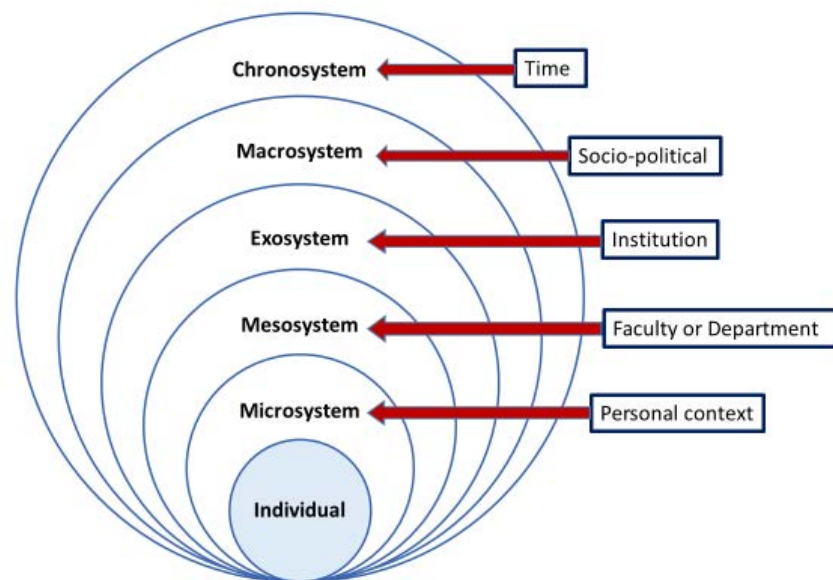 Chronosystem
Time
Macrosystem
Socio-political
Exosystem
Institution
Mesosystem
Faculty or Department
Microsystem
Personal context
Individual